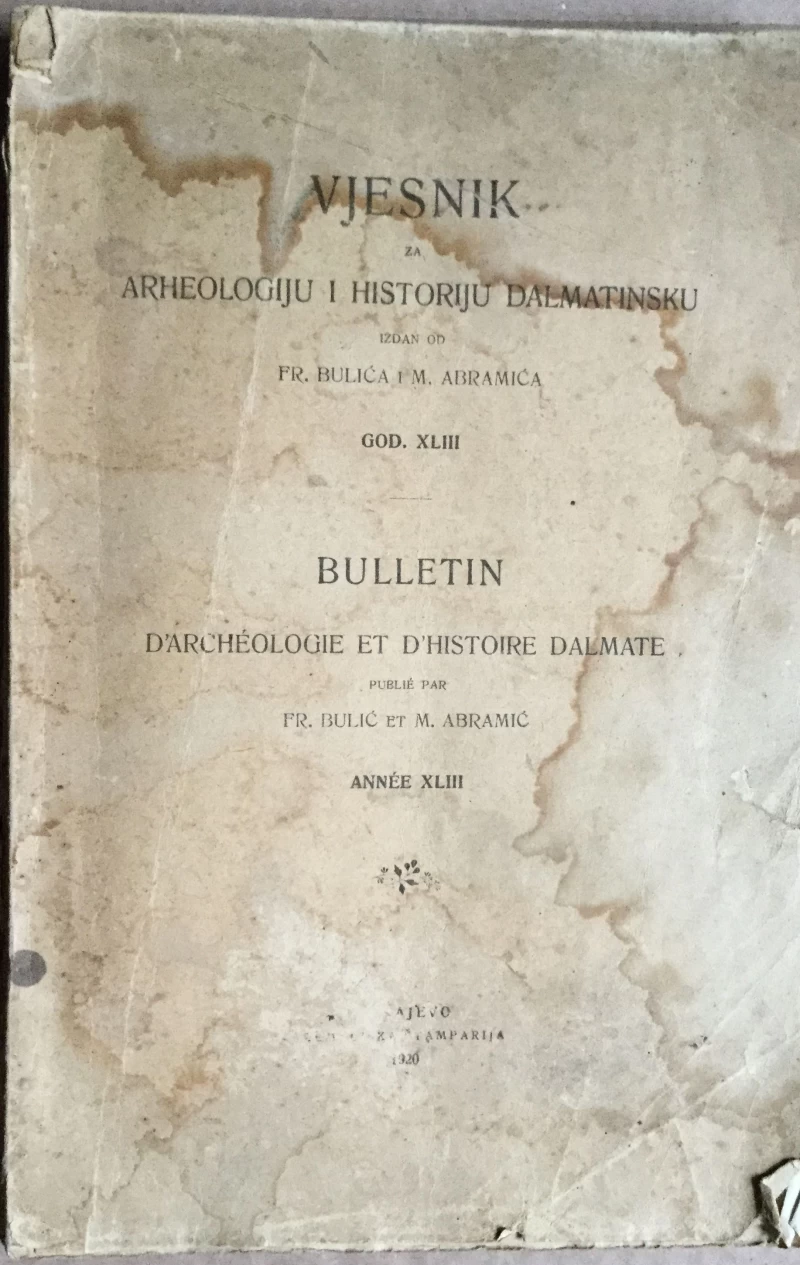 VJESNIK
ZA
ARHEOLOGIJU I HISTORIJU DALMATINSKU
IZDAN OD
FR. BULIĆA I M. ABRAMIĆA
GOD. XLIII
BULLETIN
D'ARCHÉOLOGIE ET D'HISTOIRE DALMATE
PUBLIÉ PAR
FR. BULIĆ ET M. ABRAMIĆ
ANNÉE XLIII
1920